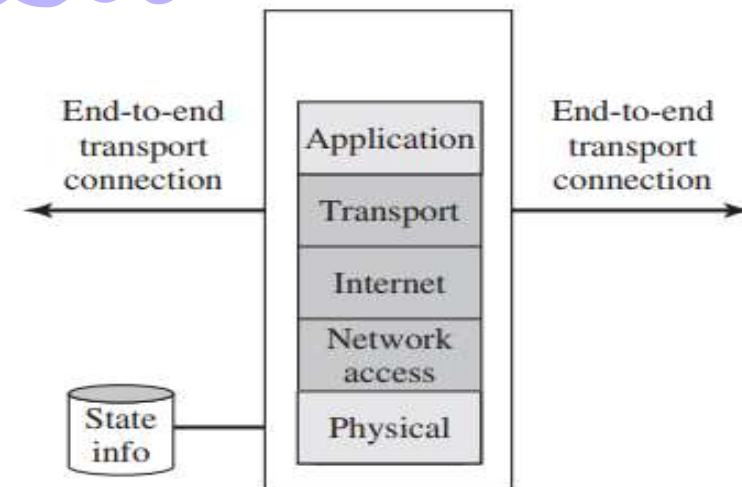 End-to-end
transport
connection
End-to-end
transport
connection
Application
Transport
Internet
Network
access
Physical
State
info